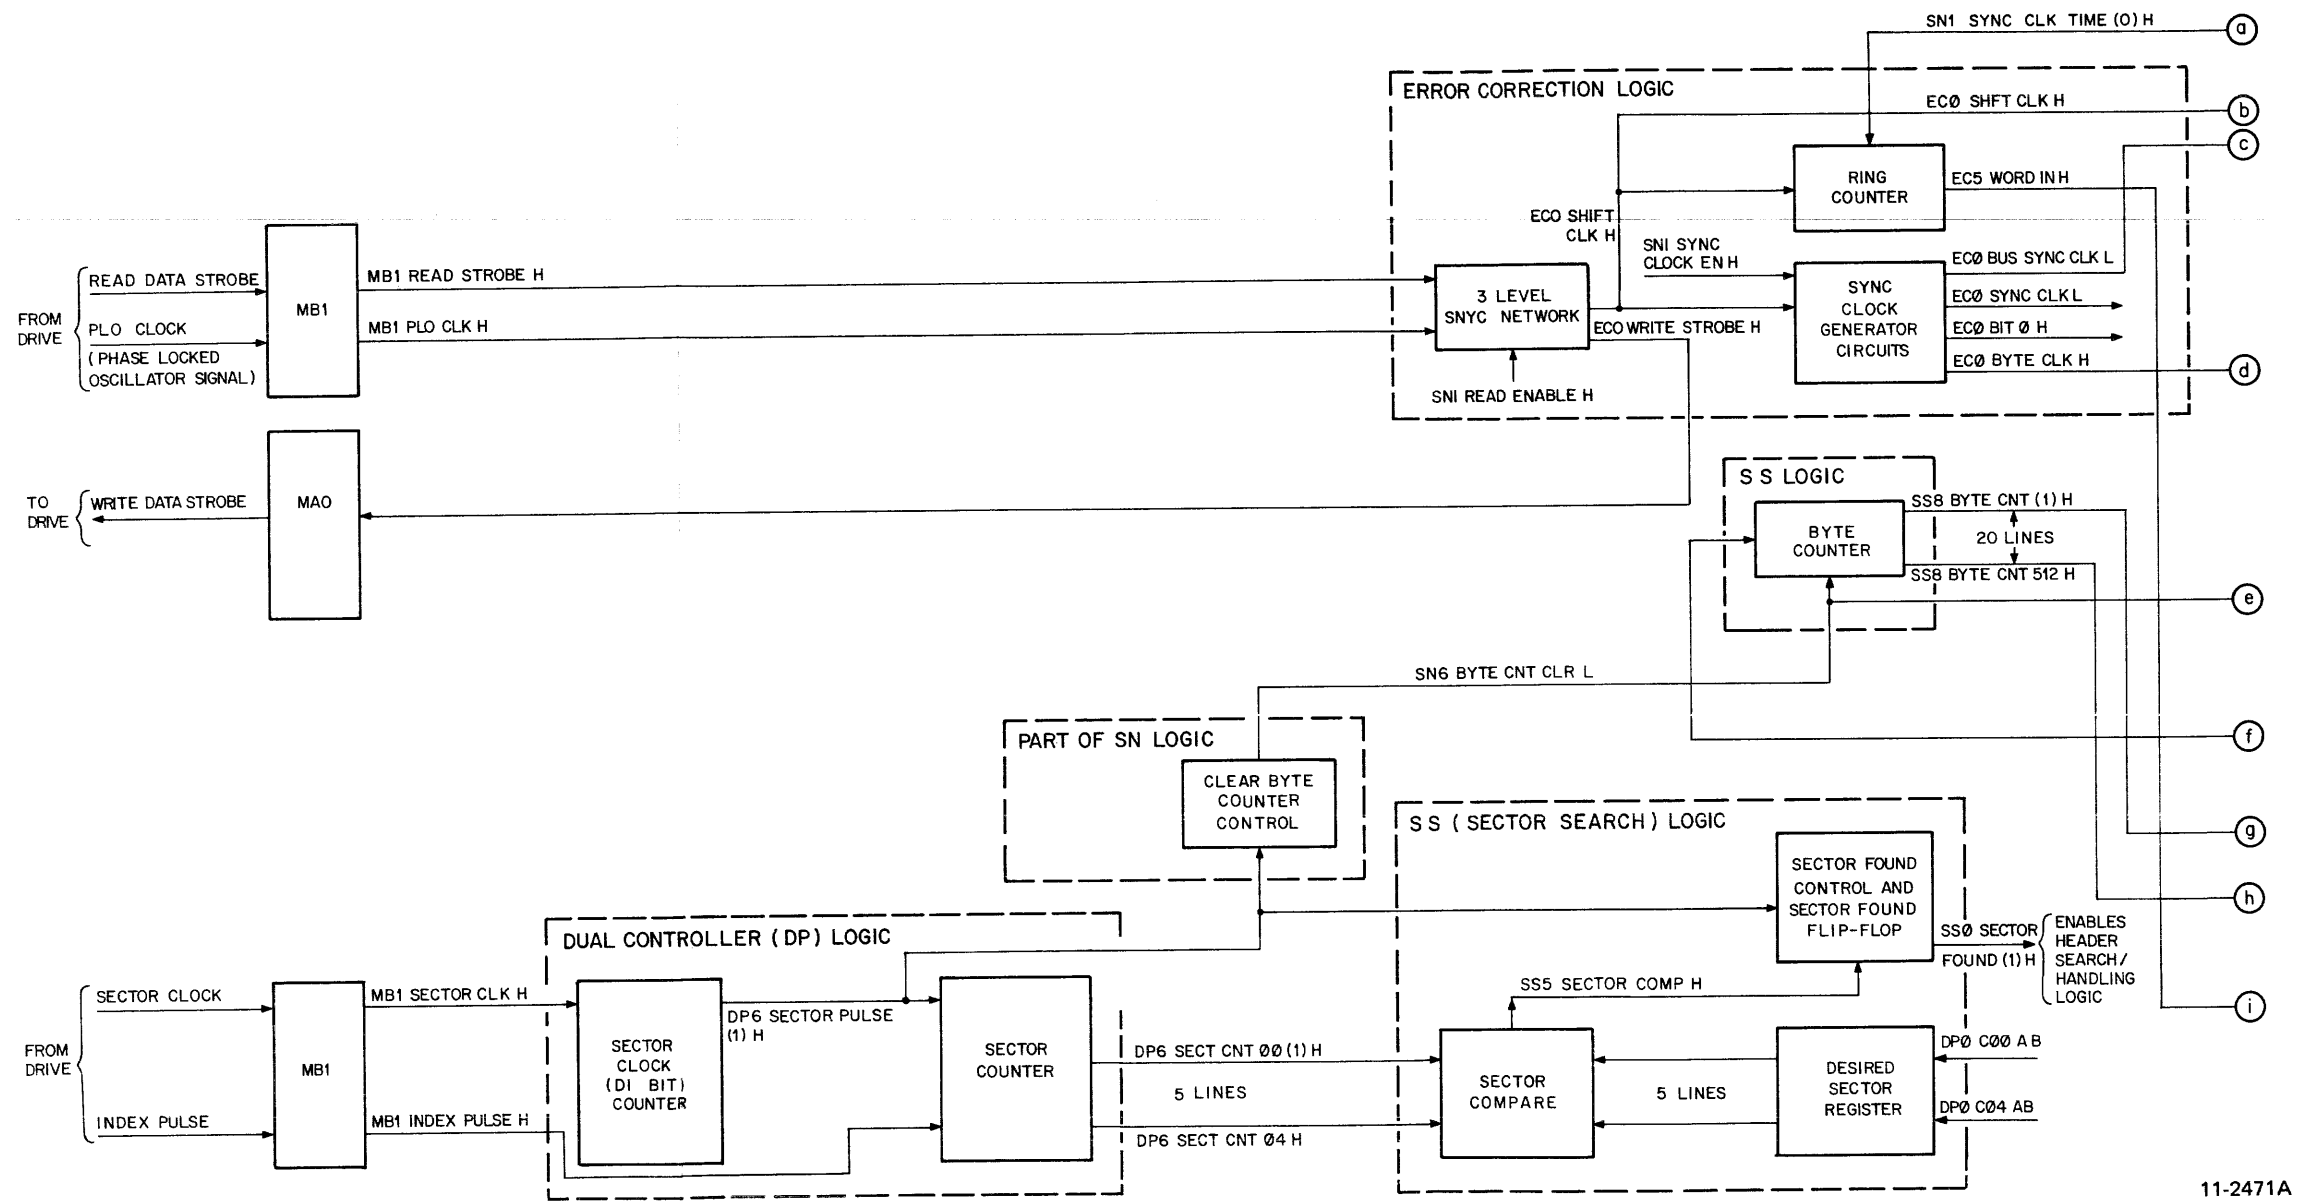 SN1 SYNC CLK TIME (0) H
a
ERROR CORRECTION LOGIC
ECØ SHFT CLK H
b
c
RING
COUNTER
EC5 WORD IN H
ECO SHIFT
CLK H
SNI SYNC
CLOCK EN H
FROM
DRIVE
READ DATA STROBE
PLO CLOCK
(PHASE LOCKED
OSCILLATOR SIGNAL)
MB1
MB1 READ STROBE H
MB1 PLO CLK H
3 LEVEL
SNYC NETWORK
ECO WRITE STROBE H
SNI READ ENABLE H
SYNC
CLOCK
GENERATOR
CIRCUITS
ECØ BUS SYNC CLK L
ECØ SYNC CLK L
ECØ BIT Ø H
ECØ BYTE CLK H
d
TO
DRIVE
WRITE DATA STROBE
MAO
S S LOGIC
BYTE
COUNTER
SS8 BYTE CNT (1) H
20 LINES
SS8 BYTE CNT 512 H
e
SN6 BYTE CNT CLR L
f
PART OF SN LOGIC
CLEAR BYTE
COUNTER
CONTROL
g
S S ( SECTOR SEARCH ) LOGIC
SECTOR FOUND
CONTROL AND
SECTOR FOUND
FLIP-FLOP
h
SSØ SECTOR
FOUND (1) H
ENABLES
HEADER
SEARCH/
HANDLING
LOGIC
i
DUAL CONTROLLER ( DP ) LOGIC
FROM
DRIVE
SECTOR CLOCK
INDEX PULSE
MB1
MB1 SECTOR CLK H
MB1 INDEX PULSE H
SECTOR
CLOCK
(DI BIT)
COUNTER
DP6 SECTOR PULSE
(1) H
SECTOR
COUNTER
DP6 SECT CNT ØØ (1) H
5 LINES
DP6 SECT CNT Ø4 H
SS5 SECTOR COMP H
SECTOR
COMPARE
5 LINES
DESIRED
SECTOR
REGISTER
DPØ CØØ A B
DPØ CØ4 AB
11-2471A